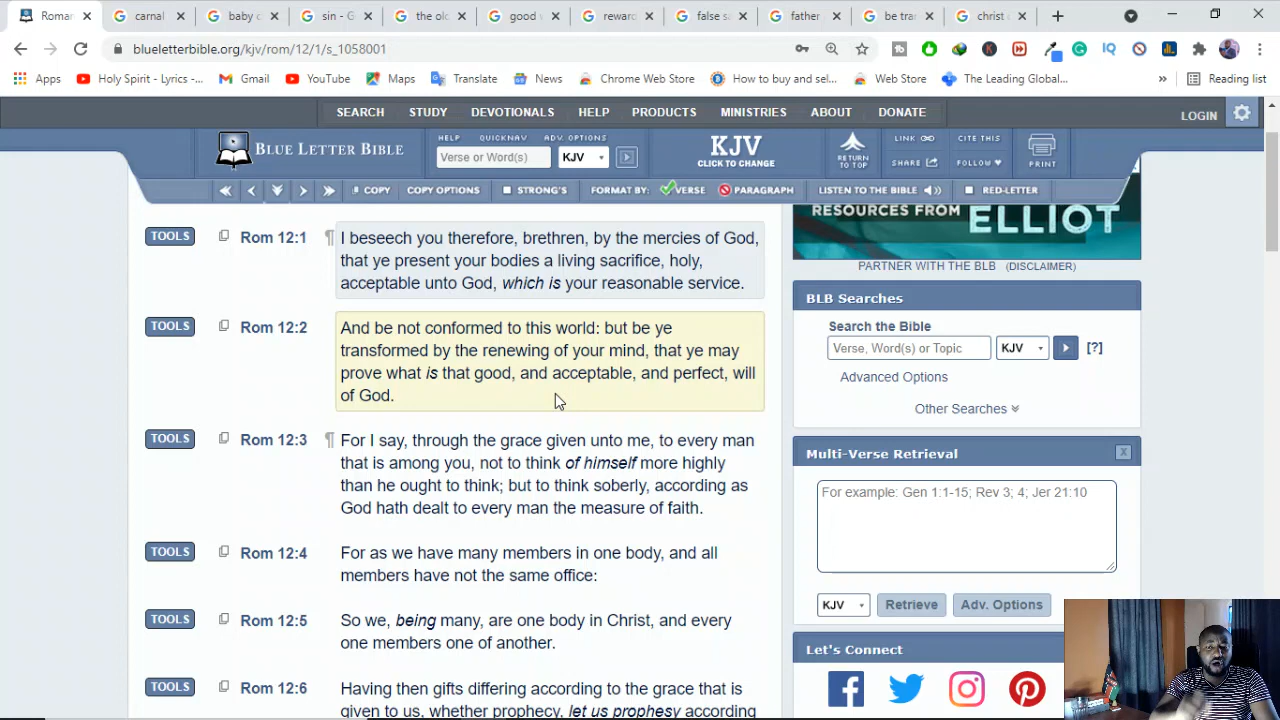 Roman
carnal
baby c
sin - G
the old
good w
reward
false sa
father
be tran
christ a
blueletterbible.org/kjv/rom/12/1/s_1058001
Apps
Holy Spirit - Lyrics -...
Gmail
YouTube
Maps
Translate
News
Chrome Web Store
How to buy and sel...
Web Store
The Leading Global...
»
Reading list
SEARCH STUDY DEVOTIONALS HELP PRODUCTS MINISTRIES ABOUT DONATE
LOGIN
BLUE LETTER BIBLE
HELP QUICKNAV ADV. OPTIONS
Verse or Word(s) KJV
KJV
CLICK TO CHANGE
RETURN
TO TOP
LINK
SHARE
CITE THIS
FOLLOW
PRINT
COPY COPY OPTIONS STRONG'S FORMAT BY: VERSE PARAGRAPH LISTEN TO THE BIBLE RED-LETTER
TOOLS Rom 12:1 ¶ I beseech you therefore, brethren, by the mercies of God,
that ye present your bodies a living sacrifice, holy,
acceptable unto God, which is your reasonable service.
TOOLS Rom 12:2 And be not conformed to this world: but be ye
transformed by the renewing of your mind, that ye may
prove what is that good, and acceptable, and perfect, will
of God.
TOOLS Rom 12:3 ¶ For I say, through the grace given unto me, to every man
that is among you, not to think of himself more highly
than he ought to think; but to think soberly, according as
God hath dealt to every man the measure of faith.
TOOLS Rom 12:4 For as we have many members in one body, and all
members have not the same office:
TOOLS Rom 12:5 So we, being many, are one body in Christ, and every
one members one of another.
TOOLS Rom 12:6 Having then gifts differing according to the grace that is
given to us, whether prophecy, let us prophesy according
RESOURCES FROM ELLIOT
PARTNER WITH THE BLB (DISCLAIMER)
BLB Searches
Search the Bible
Verse, Word(s) or Topic KJV [?]
Advanced Options
Other Searches
Multi-Verse Retrieval X
For example: Gen 1:1-15; Rev 3; 4; Jer 21:10
KJV Retrieve Adv. Options
Let's Connect